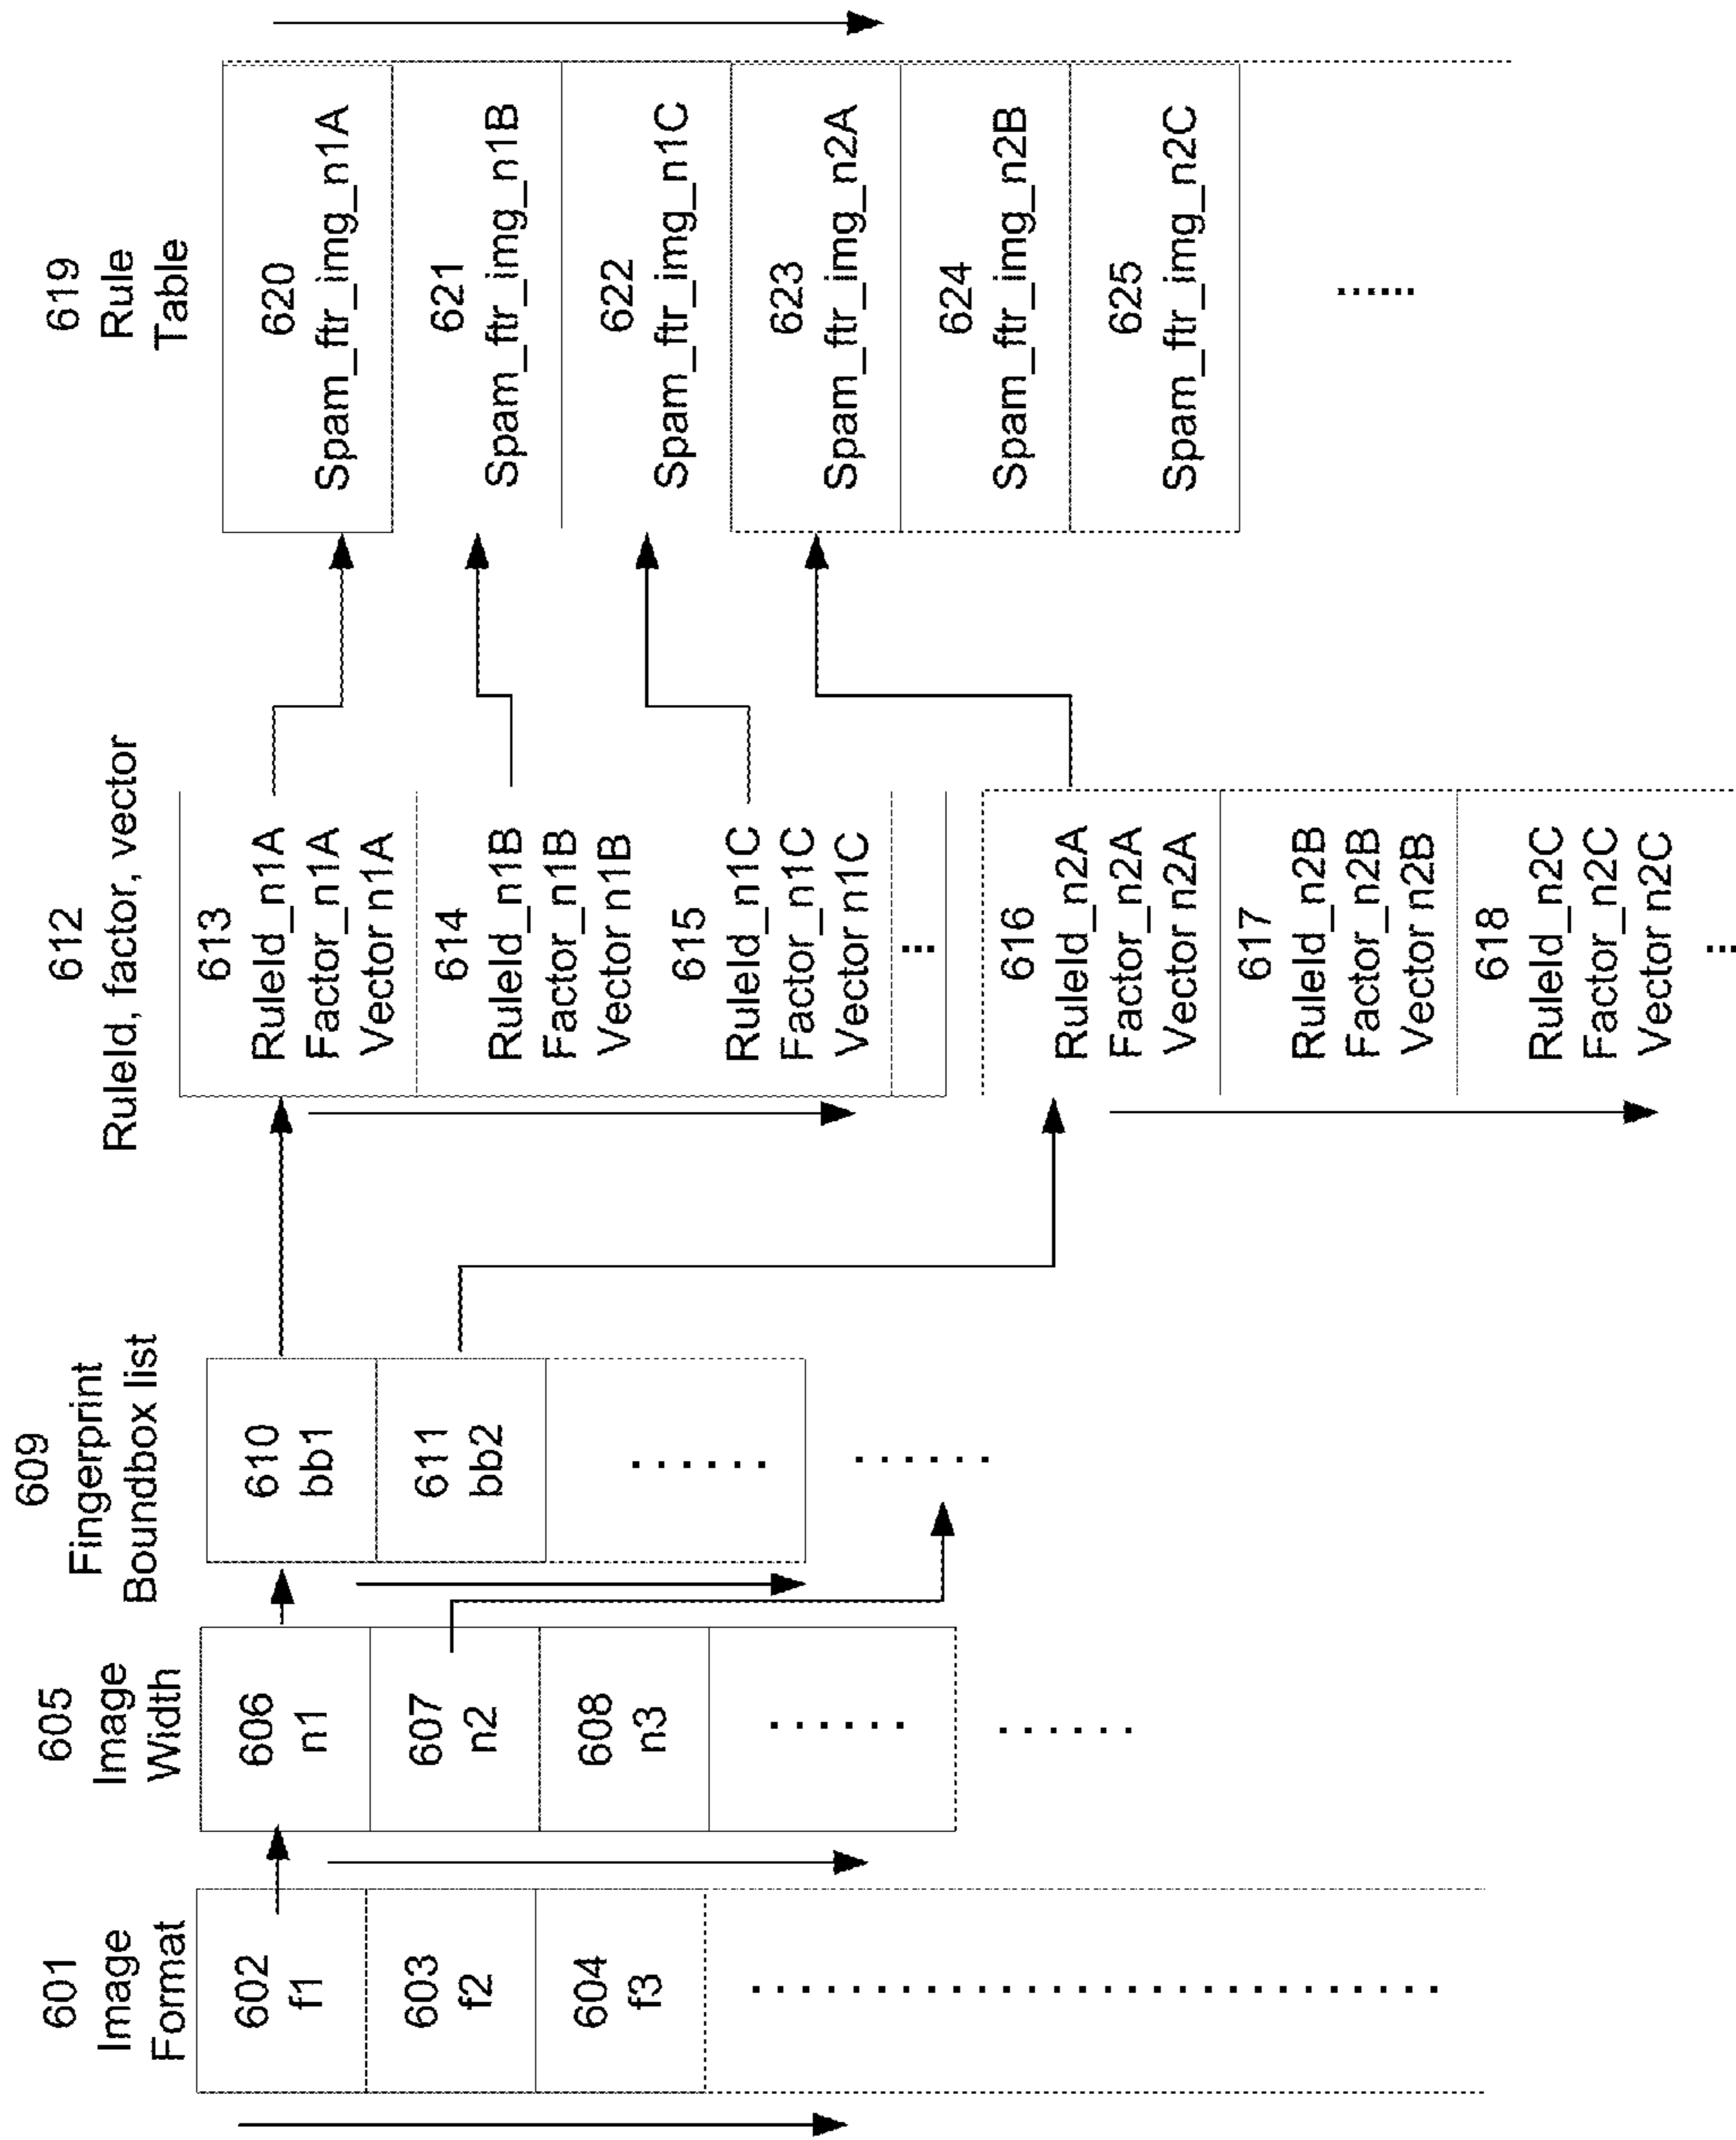 601
Image
Format
602
f1
603
f2
604
f3
605
Image
Width
606
n1
607
n2
608
n3
609
Fingerprint
Boundbox list
610
bb1
611
bb2
612
RuleId, factor, vector
613
RuleId_n1A
Factor_n1A
Vector n1A
614
RuleId_n1B
Factor_n1B
Vector n1B
615
RuleId_n1C
Factor_n1C
Vector n1C
616
RuleId_n2A
Factor_n2A
Vector n2A
617
RuleId_n2B
Factor_n2B
Vector n2B
618
RuleId_n2C
Factor_n2C
Vector n2C
619
Rule
Table
620
Spam_ftr_img_n1A
621
Spam_ftr_img_n1B
622
Spam_ftr_img_n1C
623
Spam_ftr_img_n2A
624
Spam_ftr_img_n2B
625
Spam_ftr_img_n2C